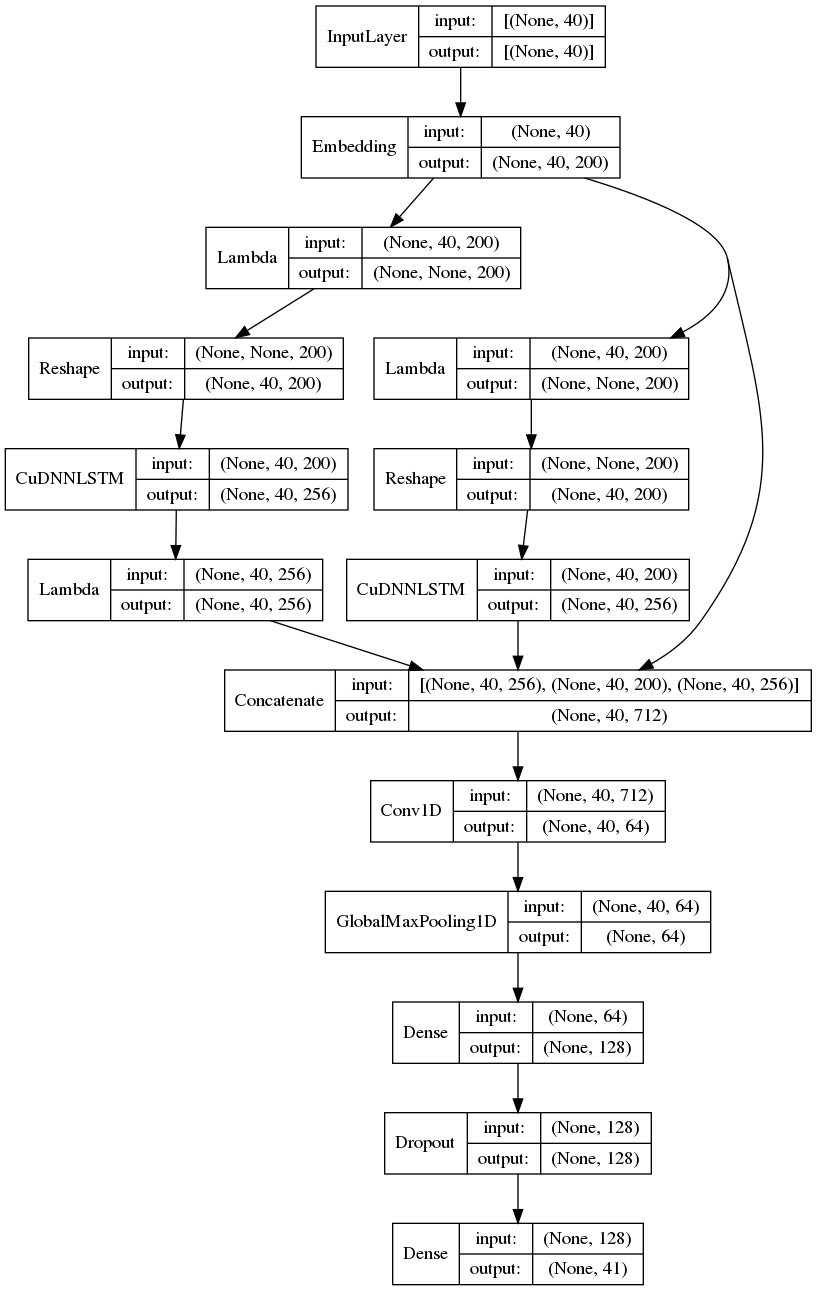 InputLayer input: [(None, 40)]
output: [(None, 40)]
Embedding input: (None, 40)
output: (None, 40, 200)
Lambda input: (None, 40, 200)
output: (None, None, 200)
Reshape input: (None, None, 200)
output: (None, 40, 200)
Lambda input: (None, 40, 200)
output: (None, None, 200)
CuDNNLSTM input: (None, 40, 200)
output: (None, 40, 256)
Reshape input: (None, None, 200)
output: (None, 40, 200)
Lambda input: (None, 40, 256)
output: (None, 40, 256)
CuDNNLSTM input: (None, 40, 200)
output: (None, 40, 256)
Concatenate input: [(None, 40, 256), (None, 40, 200), (None, 40, 256)]
output: (None, 40, 712)
Conv1D input: (None, 40, 712)
output: (None, 40, 64)
GlobalMaxPooling1D input: (None, 40, 64)
output: (None, 64)
Dense input: (None, 64)
output: (None, 128)
Dropout input: (None, 128)
output: (None, 128)
Dense input: (None, 128)
output: (None, 41)